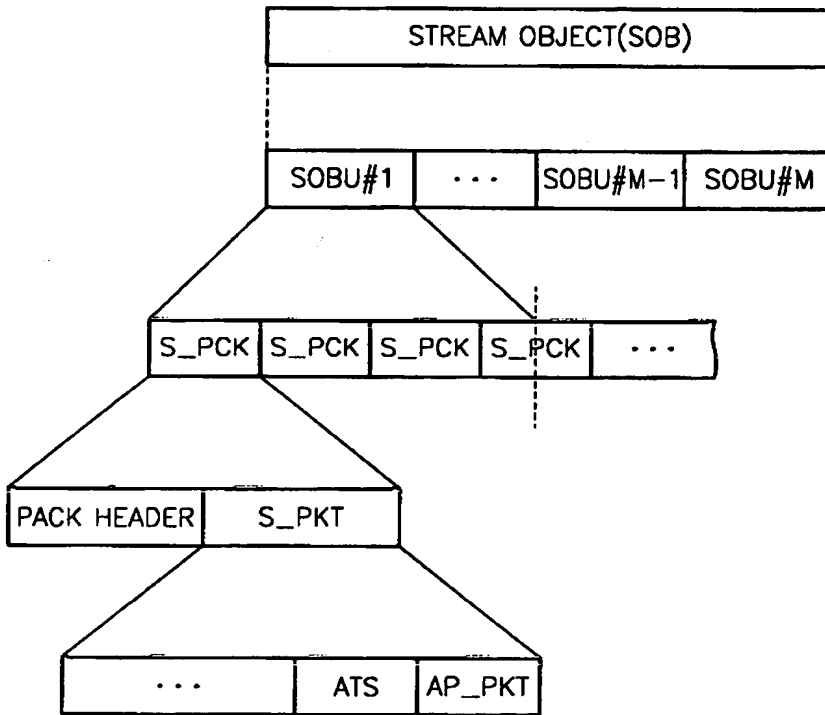 STREAM OBJECT(SOB)
SOBU#1 ··· SOBU#M-1 SOBU#M
S_PCK S_PCK S_PCK S_PCK ···
PACK HEADER S_PKT
··· ATS AP_PKT